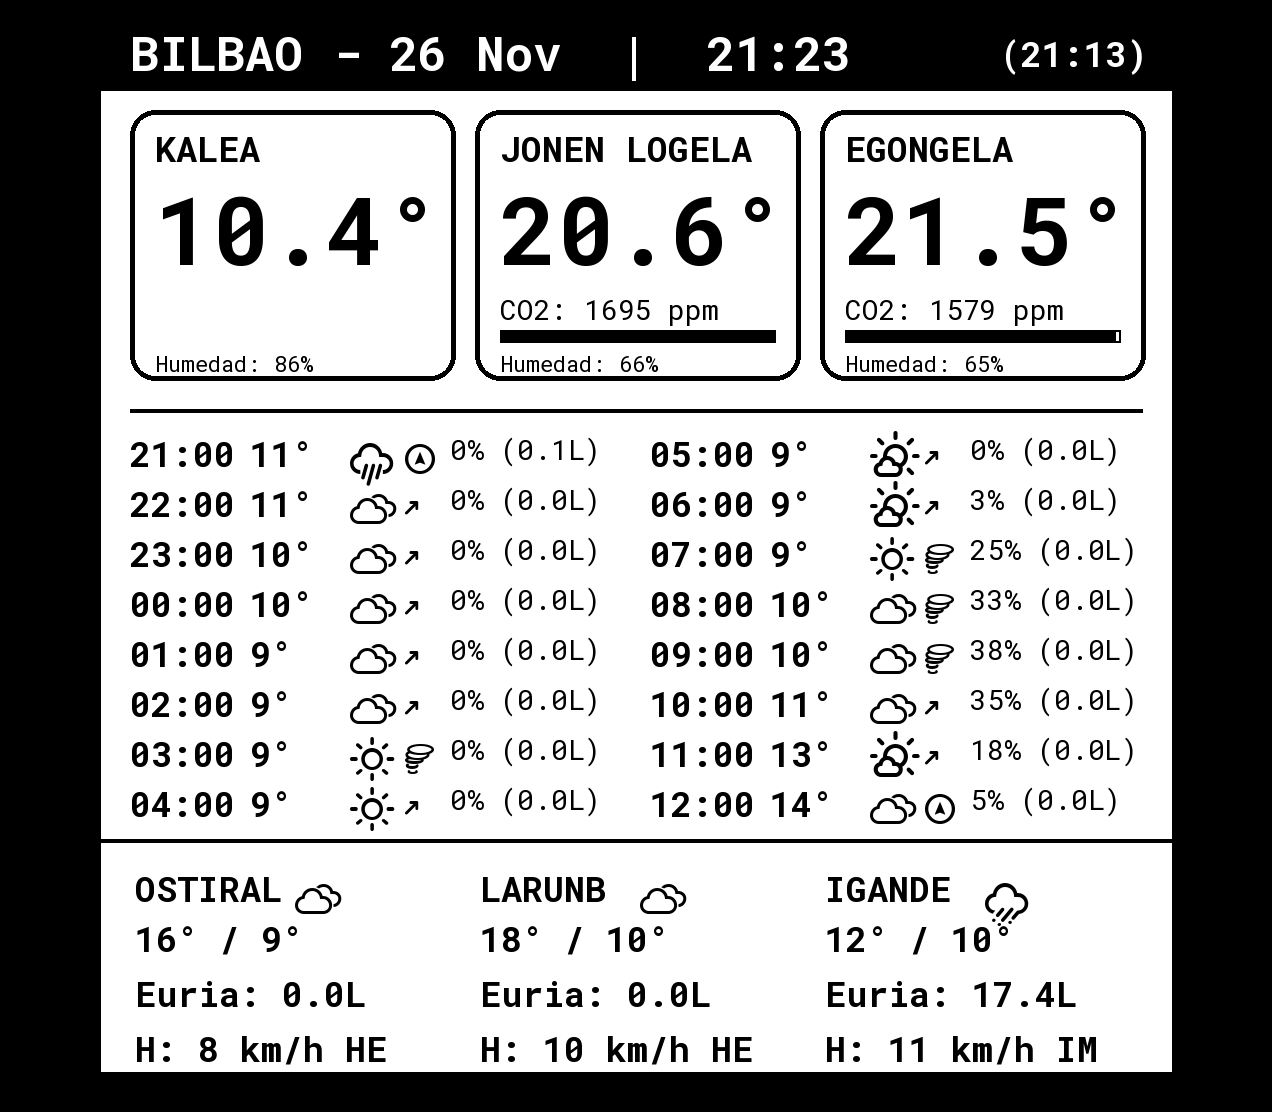 BILBAO - 26 Nov | 21:23 (21:13)
KALEA
10.4°
Humedad: 86%
JONEN LOGELA
20.6°
CO2: 1695 ppm
Humedad: 66%
EGONGELA
21.5°
CO2: 1579 ppm
Humedad: 65%
21:00 11° 0% (0.1L)
22:00 11° 0% (0.0L)
23:00 10° 0% (0.0L)
00:00 10° 0% (0.0L)
01:00 9° 0% (0.0L)
02:00 9° 0% (0.0L)
03:00 9° 0% (0.0L)
04:00 9° 0% (0.0L)
05:00 9° 0% (0.0L)
06:00 9° 3% (0.0L)
07:00 9° 25% (0.0L)
08:00 10° 33% (0.0L)
09:00 10° 38% (0.0L)
10:00 11° 35% (0.0L)
11:00 13° 18% (0.0L)
12:00 14° 5% (0.0L)
OSTIRAL
16° / 9°
Euria: 0.0L
H: 8 km/h HE
LARUNB
18° / 10°
Euria: 0.0L
H: 10 km/h HE
IGANDE
12° / 10°
Euria: 17.4L
H: 11 km/h IM